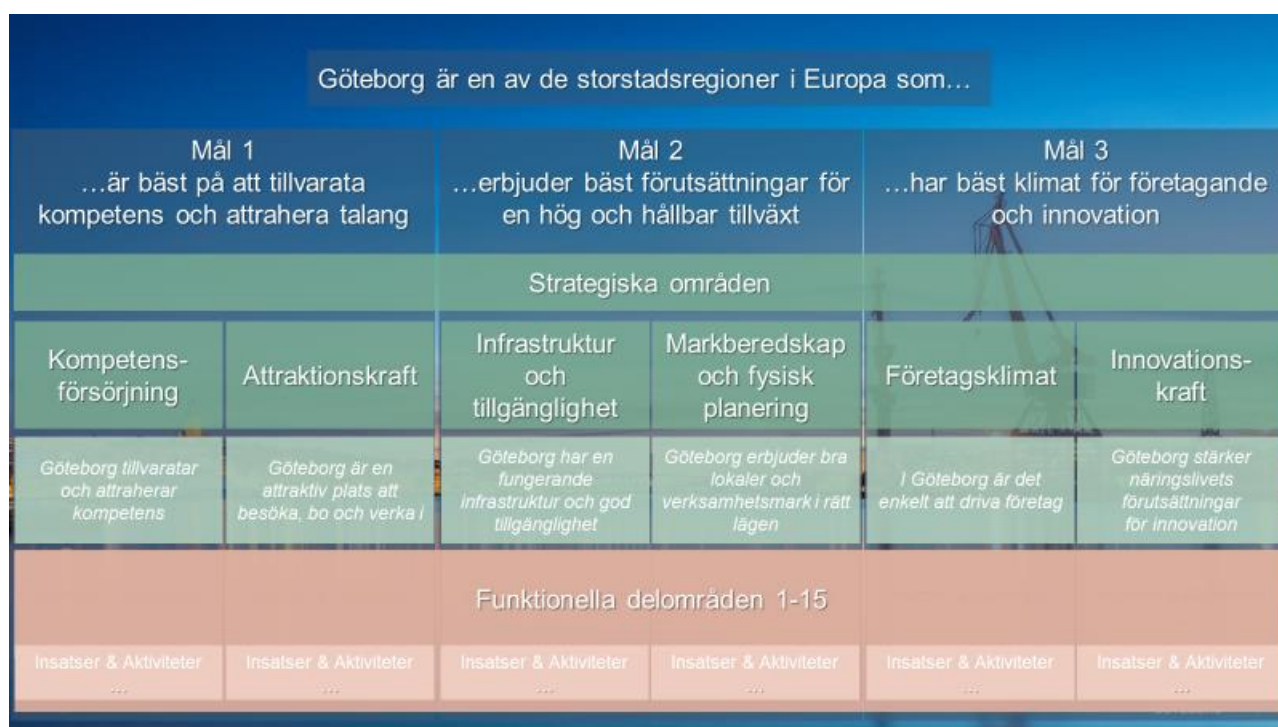 Göteborg är en av de storstadsregioner i Europa som…
Mål 1
…är bäst på att tillvarata
kompetens och attrahera talang
Mål 2
…erbjuder bäst förutsättningar för
en hög och hållbar tillväxt
Mål 3
…har bäst klimat för företagande
och innovation
Strategiska områden
Kompetens-
försörjning
Attraktionskraft
Infrastruktur
och
tillgänglighet
Markberedskap
och fysisk
planering
Företagsklimat
Innovations-
kraft
Göteborg tillvaratar
och attraherar
kompetens
Göteborg är en
attraktiv plats att
besöka, bo och verka i
Göteborg har en
fungerande
infrastruktur och god
tillgänglighet
Göteborg erbjuder bra
lokaler och
verksamhetsmark i rätt
lägen
I Göteborg är det
enkelt att driva företag
Göteborg stärker
näringslivets
förutsättningar
för innovation
Funktionella delområden 1-15
Insatser & Aktiviteter
…
Insatser & Aktiviteter
…
Insatser & Aktiviteter
…
Insatser & Aktiviteter
…
Insatser & Aktiviteter
…
Insatser & Aktiviteter
…